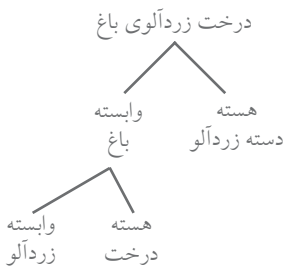 درخت زردآلوی باغ
هسته وابسته
دسته زردآلو باغ
هسته وابسته
درخت زردآلو